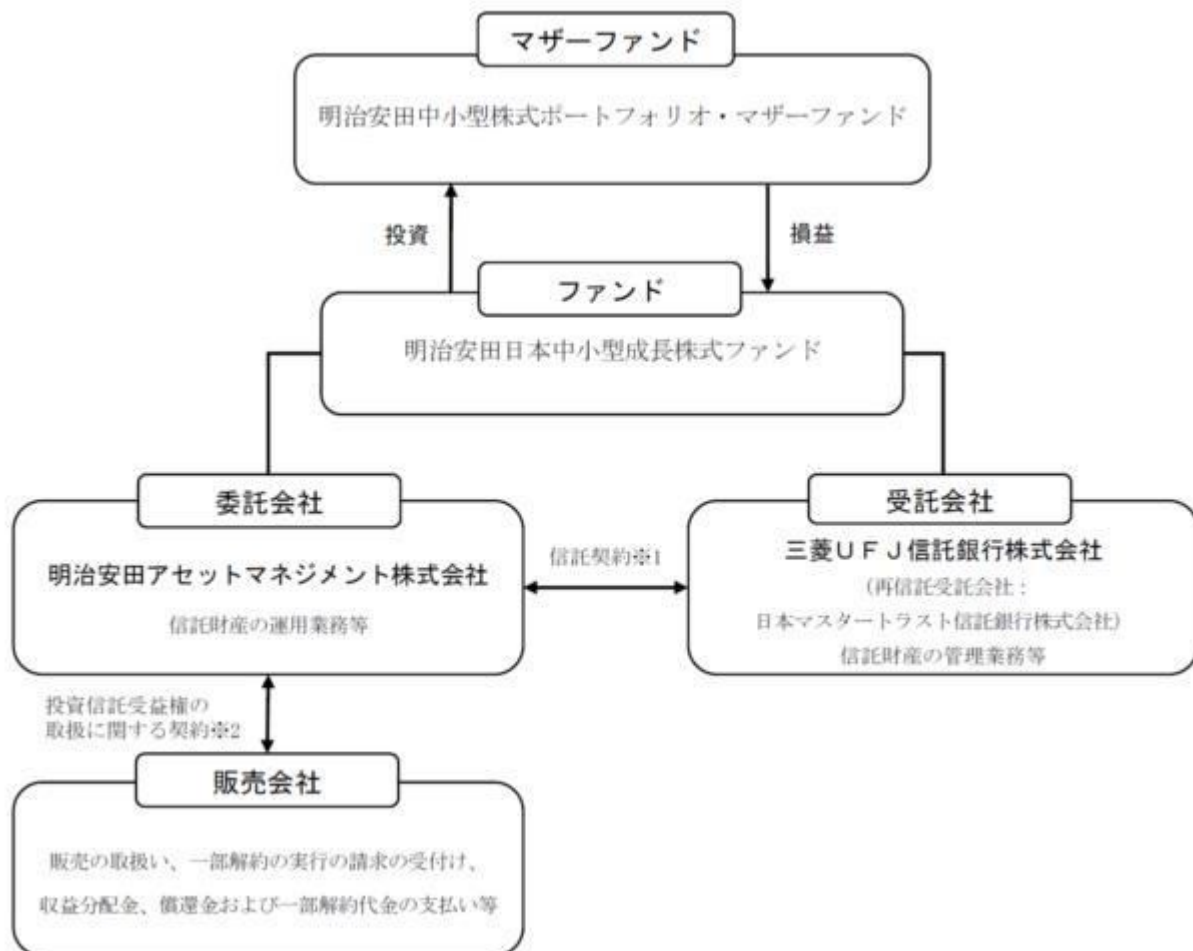 マザーファンド
明治安田中小型株式ポートフォリオ・マザーファンド
投資
損益
ファンド
明治安田日本中小型成長株式ファンド
委託会社
明治安田アセットマネジメント株式会社
信託財産の運用業務等
信託契約※1
受託会社
三菱UFJ信託銀行株式会社
(再信託受託会社:
日本マスタートラスト信託銀行株式会社)
信託財産の管理業務等
投資信託受益権の
取扱に関する契約※2
販売会社
販売の取扱い、一部解約の実行の請求の受付け、
収益分配金、償還金および一部解約代金の支払い等